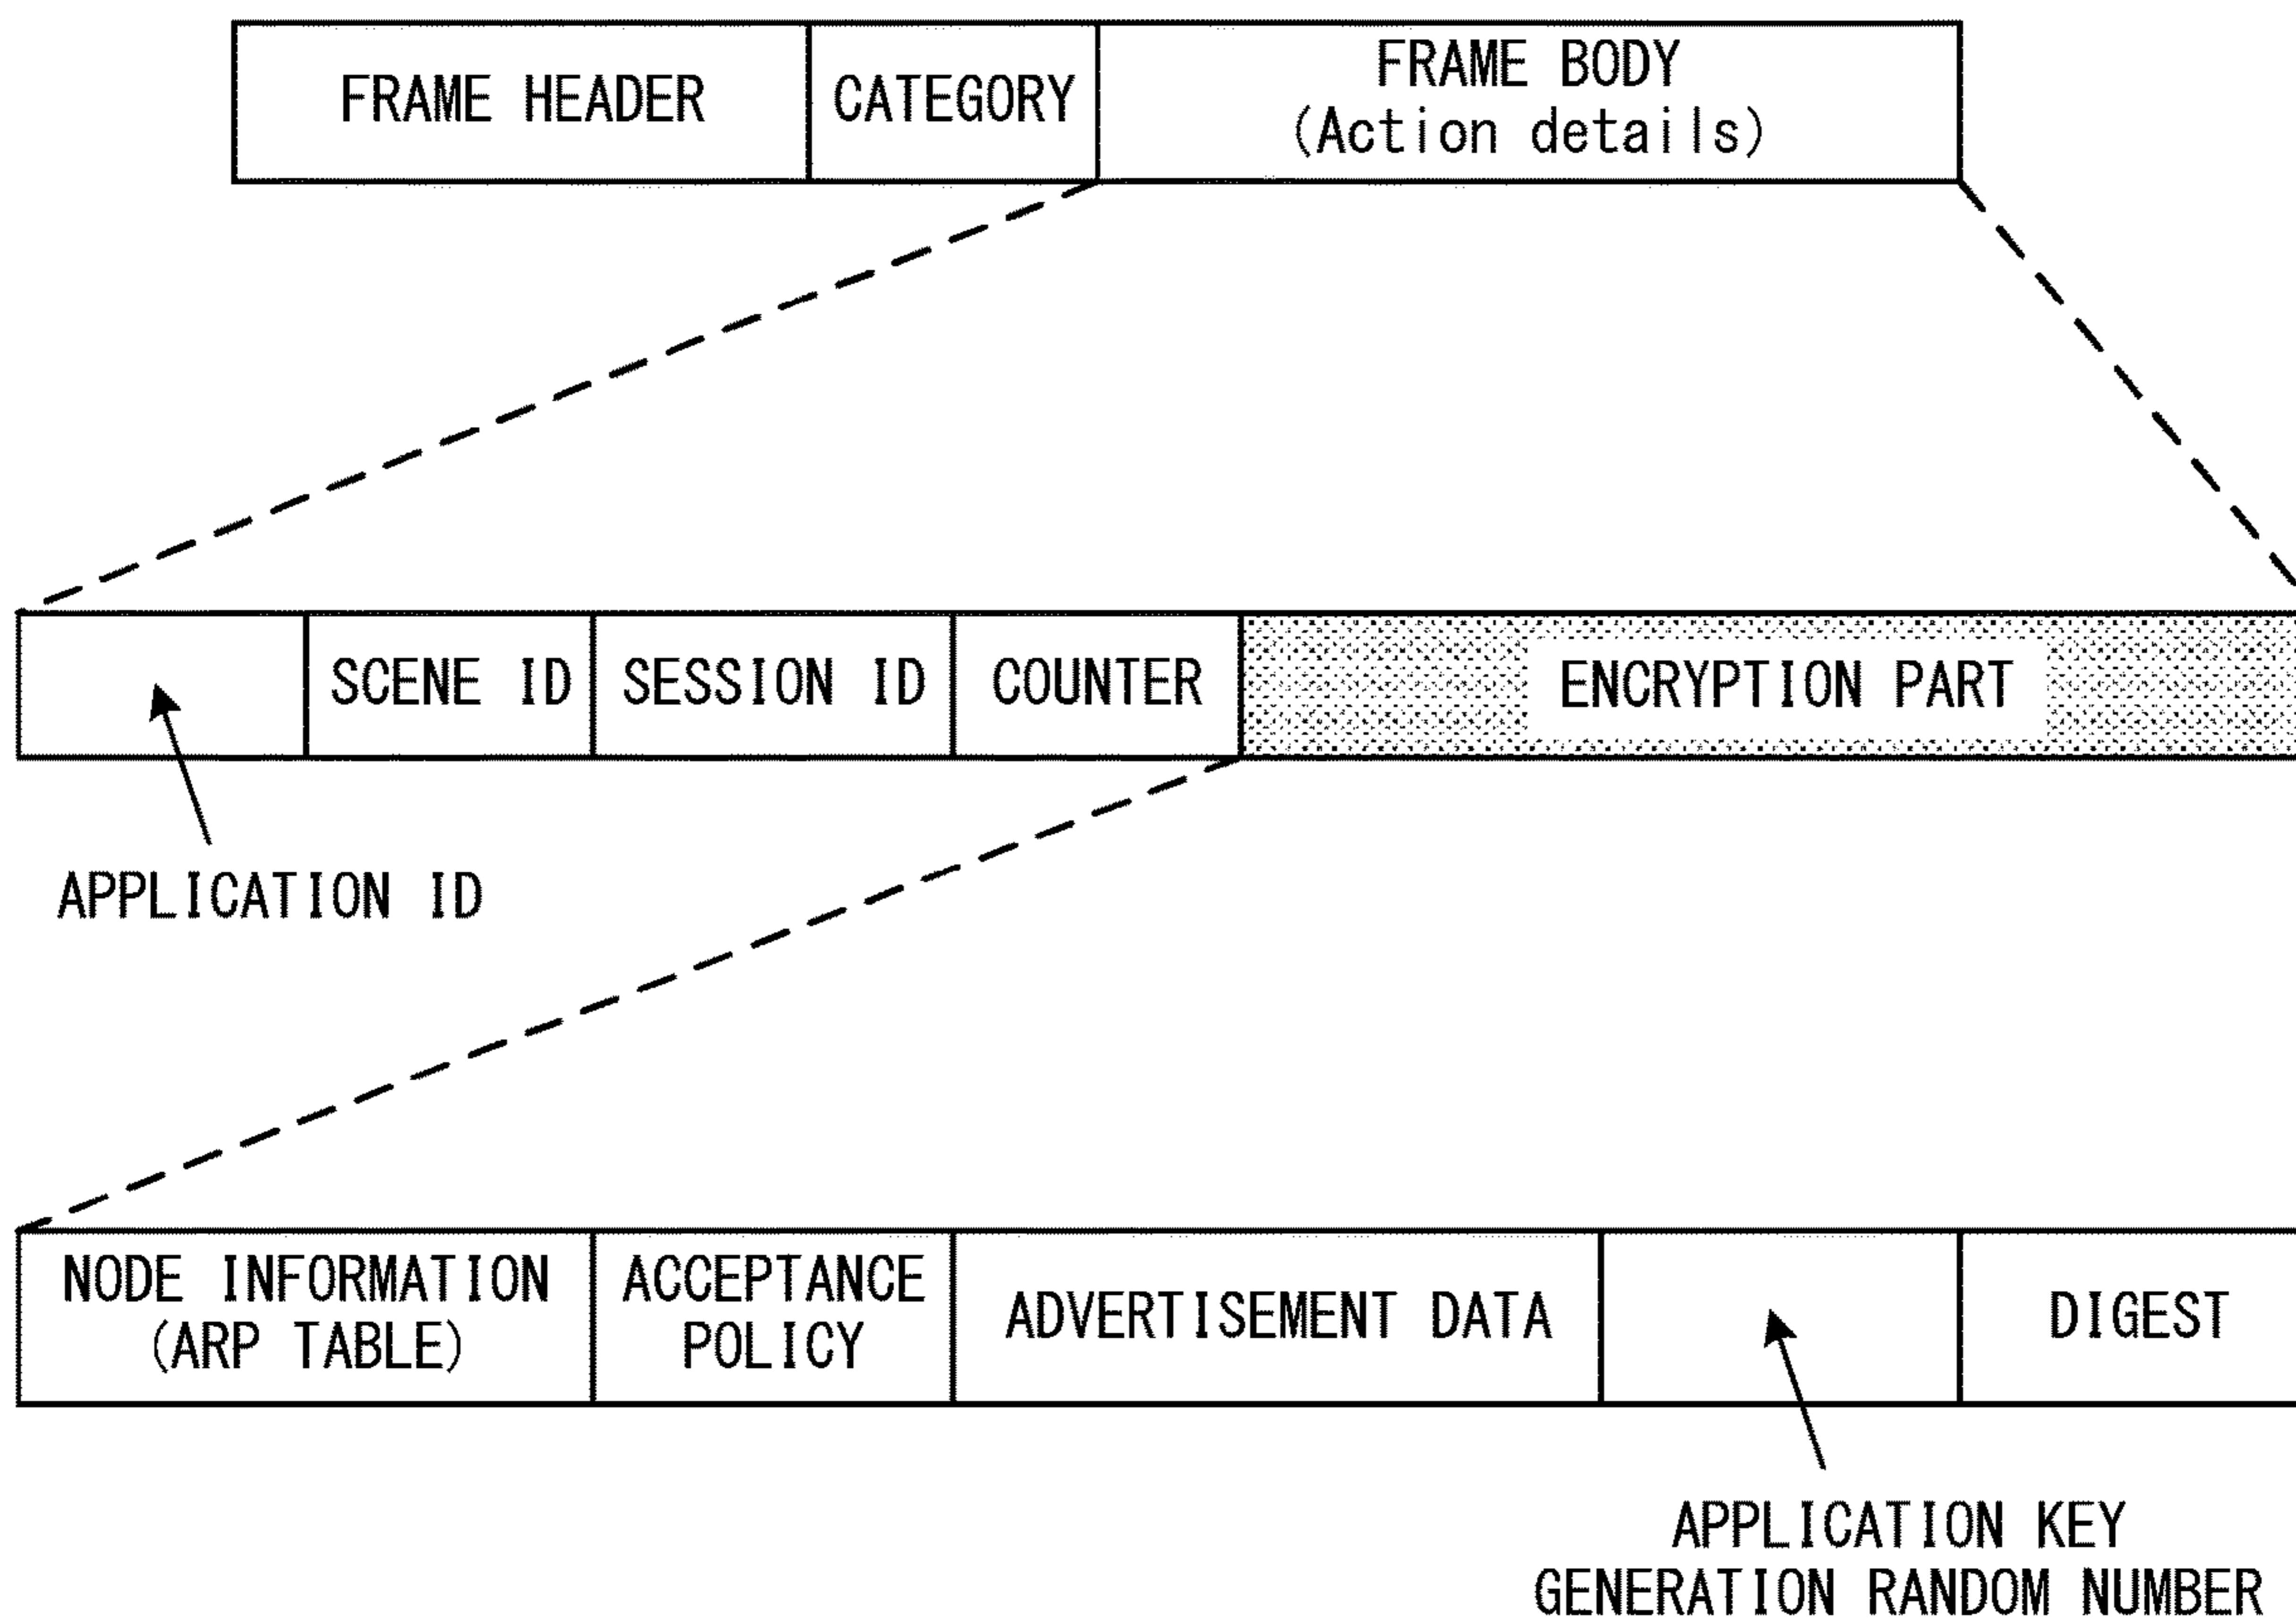 FRAME HEADER
CATEGORY
FRAME BODY
(Action details)
SCENE ID
SESSION ID
COUNTER
ENCRYPTION PART
APPLICATION ID
NODE INFORMATION
(ARP TABLE)
ACCEPTANCE
POLICY
ADVERTISEMENT DATA
DIGEST
APPLICATION KEY
GENERATION RANDOM NUMBER